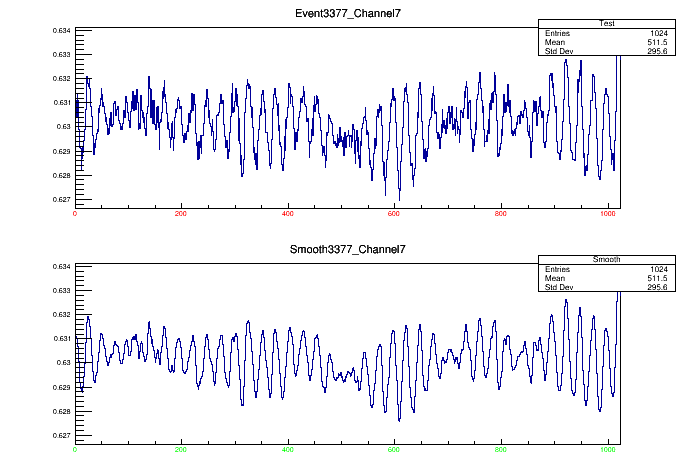 Event3377_Channel7
Test
Entries 1024
Mean 511.5
Std Dev 295.6
0.634
0.633
0.632
0.631
0.63
0.629
0.628
0.627
0 200 400 600 800 1000
Smooth3377_Channel7
Smooth
Entries 1024
Mean 511.5
Std Dev 295.6
0.634
0.633
0.632
0.631
0.63
0.629
0.628
0.627
0 200 400 600 800 1000